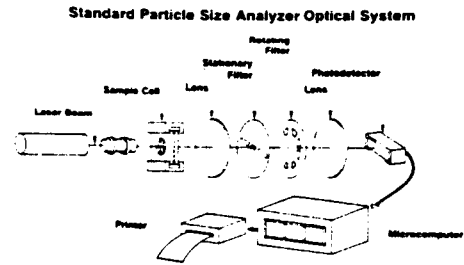 Standard Particle Size Analyzer Optical System
Rotating
Filter
Stationary
Filter
Photodetector
Lens
Lens
Sample Cell
Laser Beam
Printer
Microcomputer